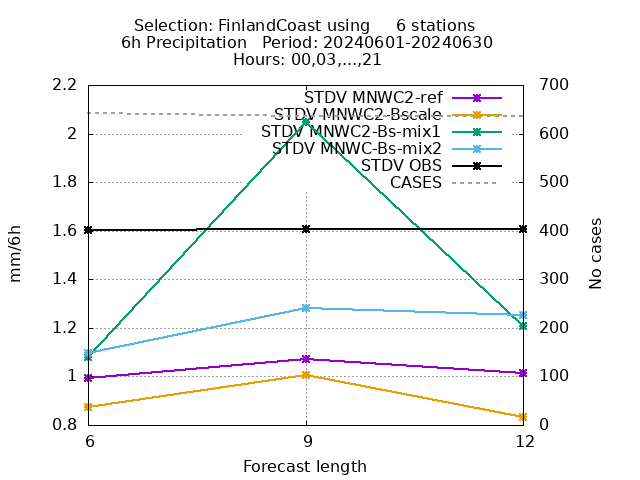 Selection: FinlandCoast using     6 stations
6h Precipitation   Period: 20240601-20240630
Hours: 00,03,...,21
2.2
2
1.8
1.6
1.4
1.2
1
0.8
700
600
500
400
300
200
100
0
STDV MNWC2-ref
STDV MNWC2-Bscale
STDV MNWC2-Bs-mix1
STDV MNWC-Bs-mix2
STDV OBS
CASES
mm/6h
No cases
6
9
12
Forecast length